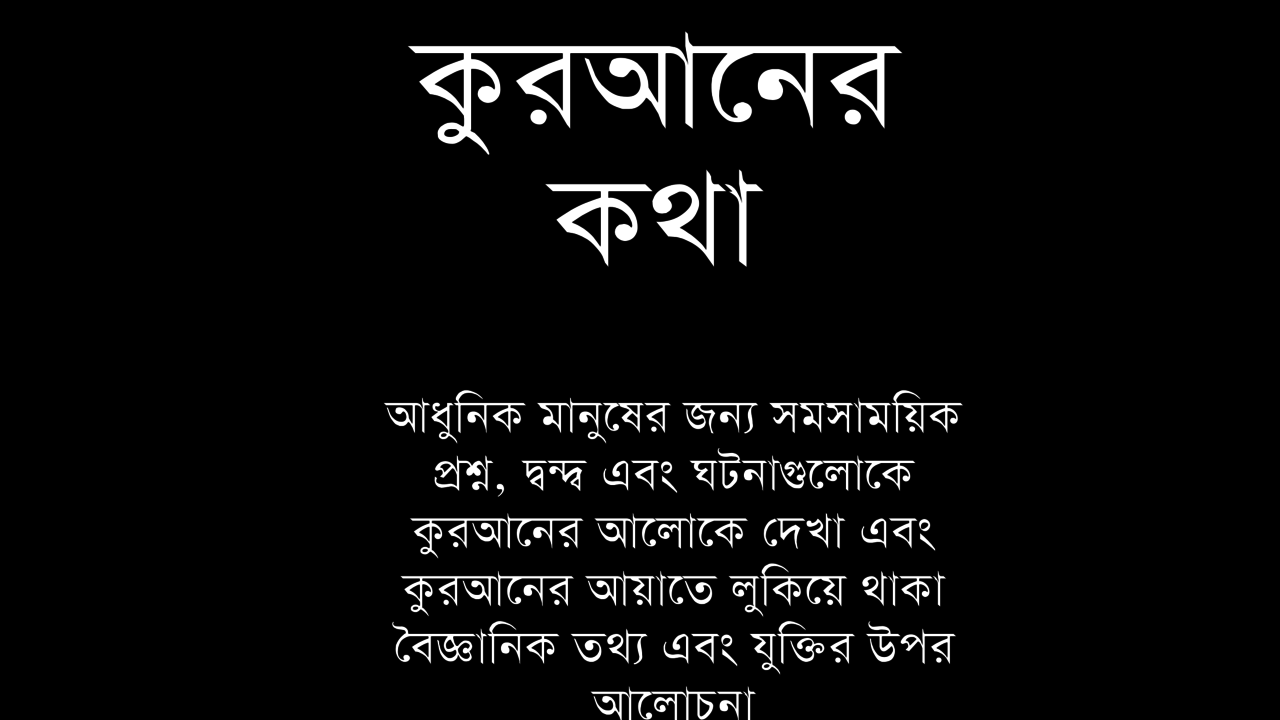 কুরআনের
কথা
আধুনিক মানুষের জন্য সমসাময়িক
প্রশ্ন, দ্বন্দ্ব এবং ঘটনাগুলোকে
কুরআনের আলোকে দেখা এবং
কুরআনের আয়াতে লুকিয়ে থাকা
বৈজ্ঞানিক তথ্য এবং যুক্তির উপর
আলোচনা